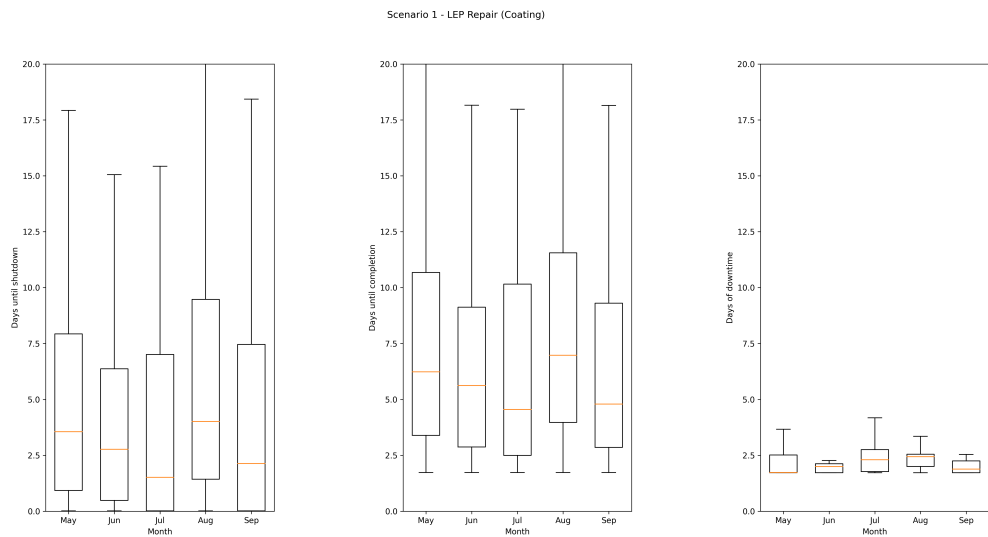 Scenario 1 - LEP Repair (Coating)
Days until shutdown
20.0
17.5
15.0
12.5
10.0
7.5
5.0
2.5
0.0
May Jun Jul Aug Sep
Month
Days until completion
20.0
17.5
15.0
12.5
10.0
7.5
5.0
2.5
0.0
May Jun Jul Aug Sep
Month
Days of downtime
20.0
17.5
15.0
12.5
10.0
7.5
5.0
2.5
0.0
May Jun Jul Aug Sep
Month